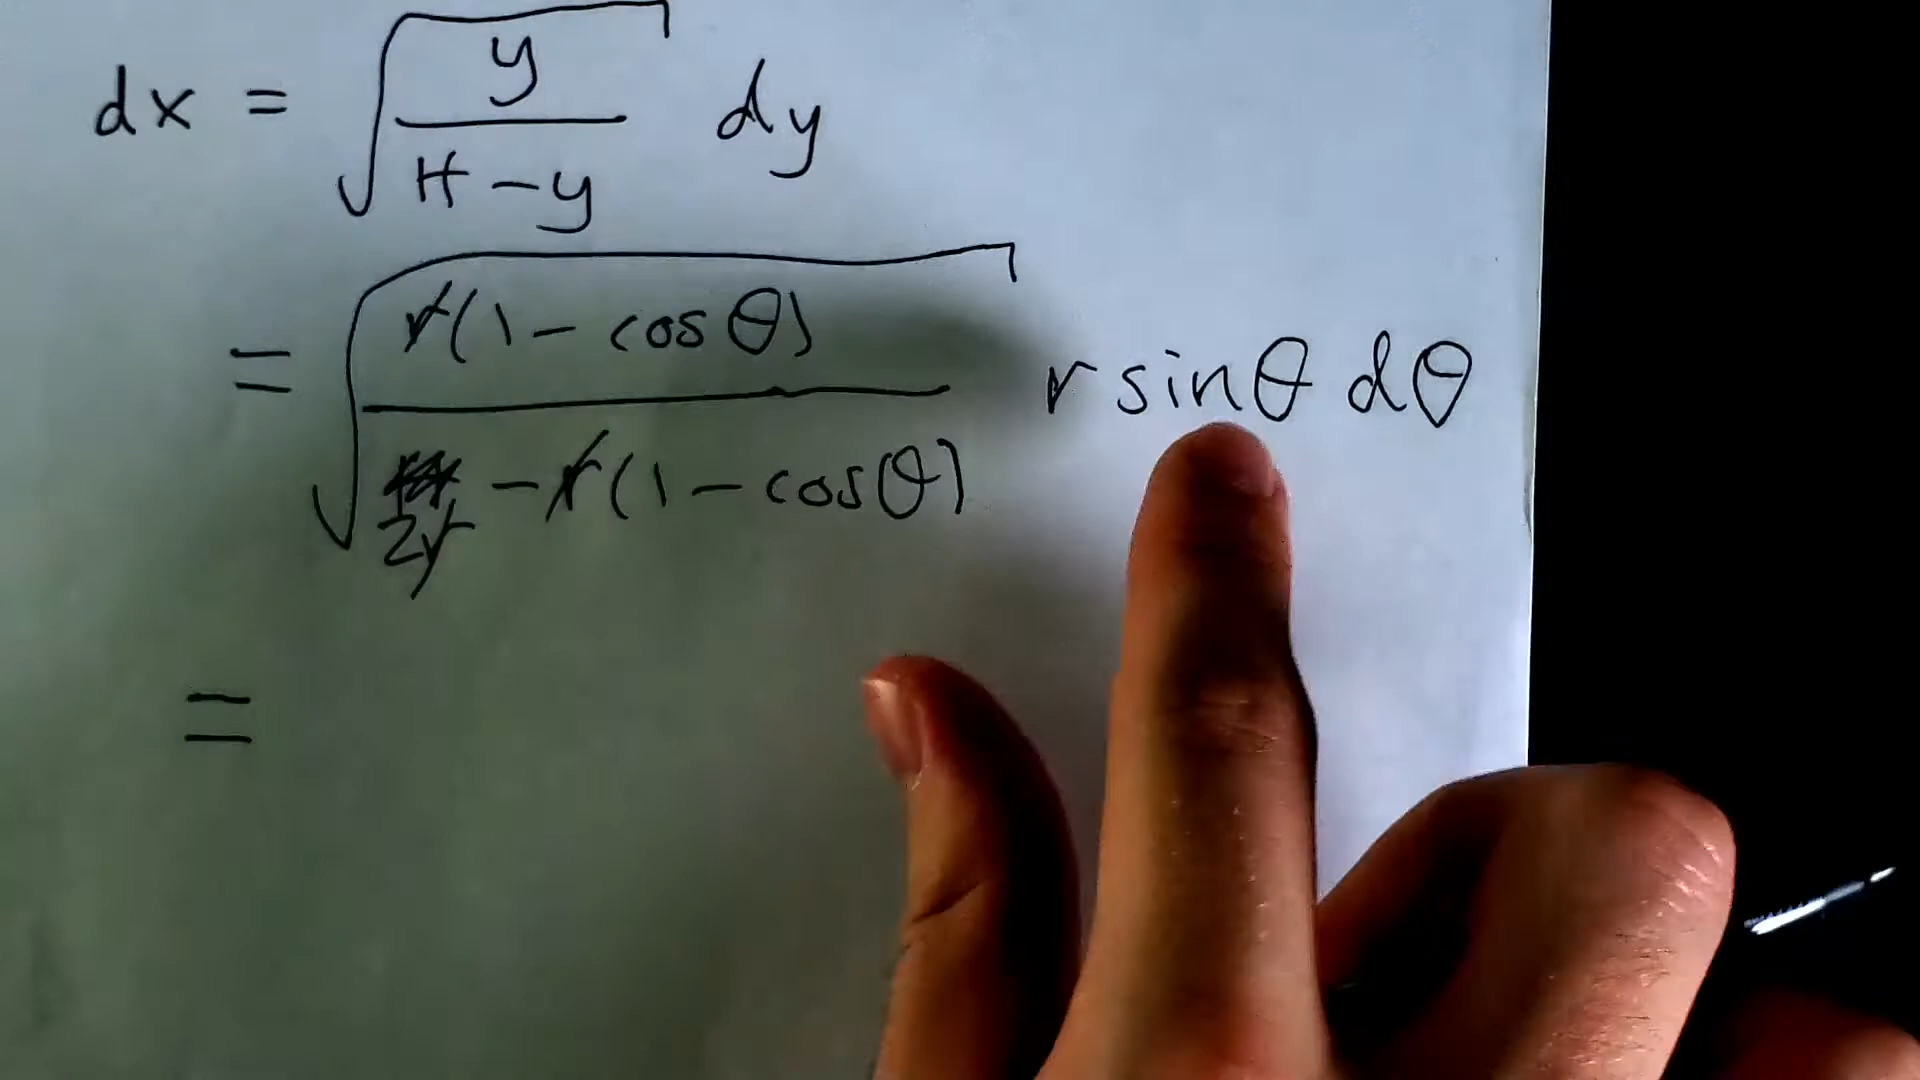 dx = √(y / (H - y)) dy
= √(r(1 - cosθ) / (2r - r(1 - cosθ))) r sinθ dθ
=